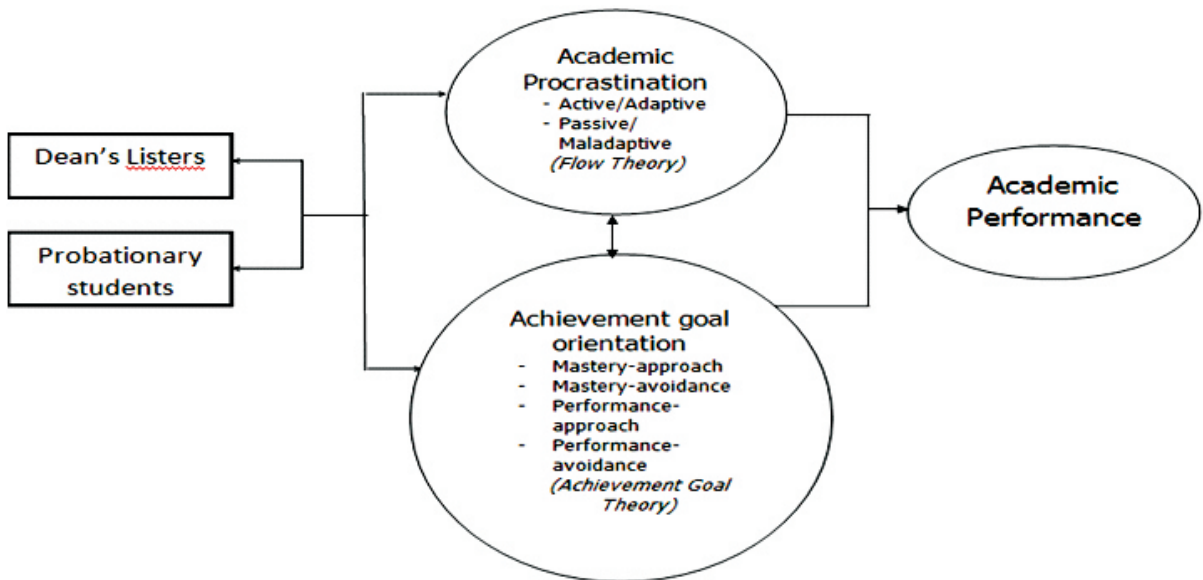 Academic
Procrastination
- Active/Adaptive
- Passive/
Maladaptive
(Flow Theory)
Dean's Listers
Probationary
students
Achievement goal
orientation
- Mastery-approach
- Mastery-avoidance
- Performance-
approach
- Performance-
avoidance
(Achievement Goal
Theory)
Academic
Performance